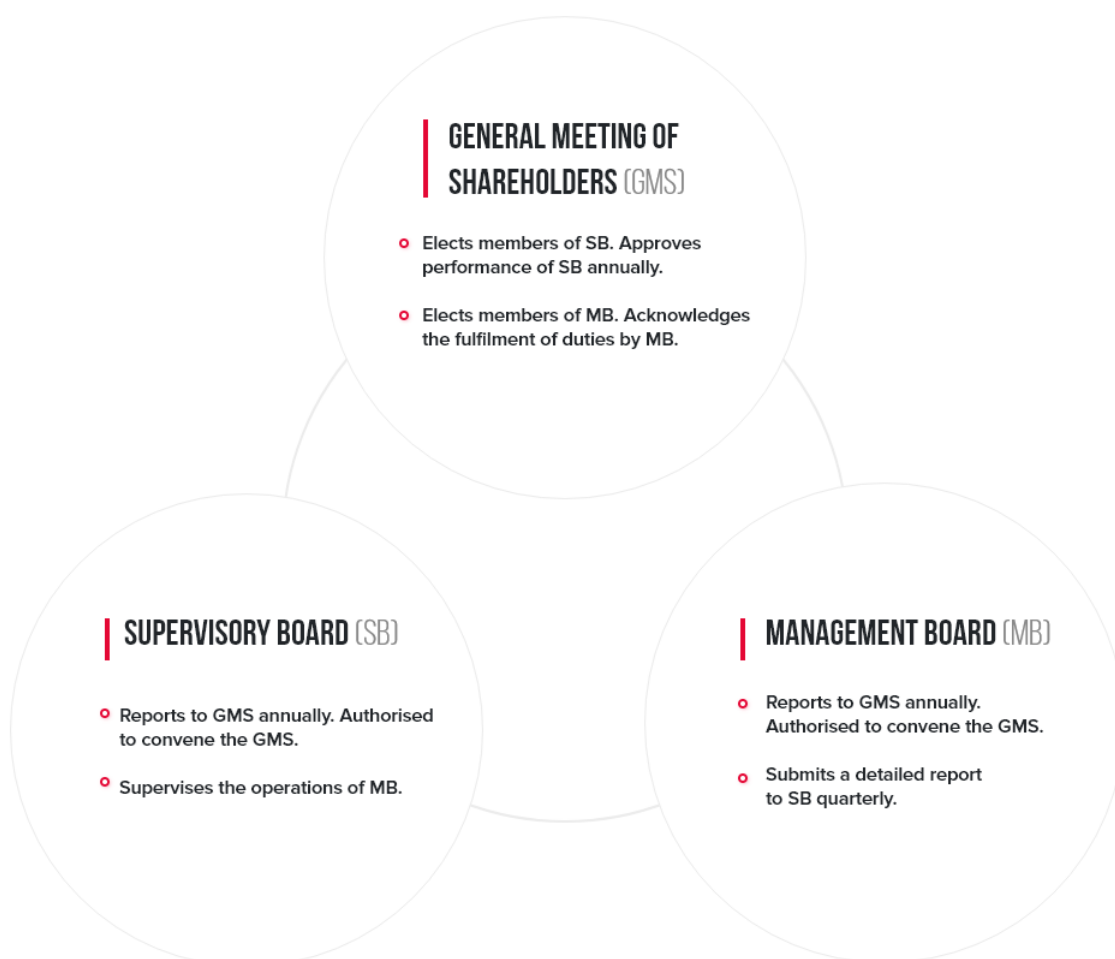 GENERAL MEETING OF
SHAREHOLDERS (GMS)
Elects members of SB. Approves
performance of SB annually.
Elects members of MB. Acknowledges
the fulfilment of duties by MB.
SUPERVISORY BOARD (SB)
Reports to GMS annually. Authorised
to convene the GMS.
Supervises the operations of MB.
MANAGEMENT BOARD (MB)
Reports to GMS annually.
Authorised to convene the GMS.
Submits a detailed report
to SB quarterly.